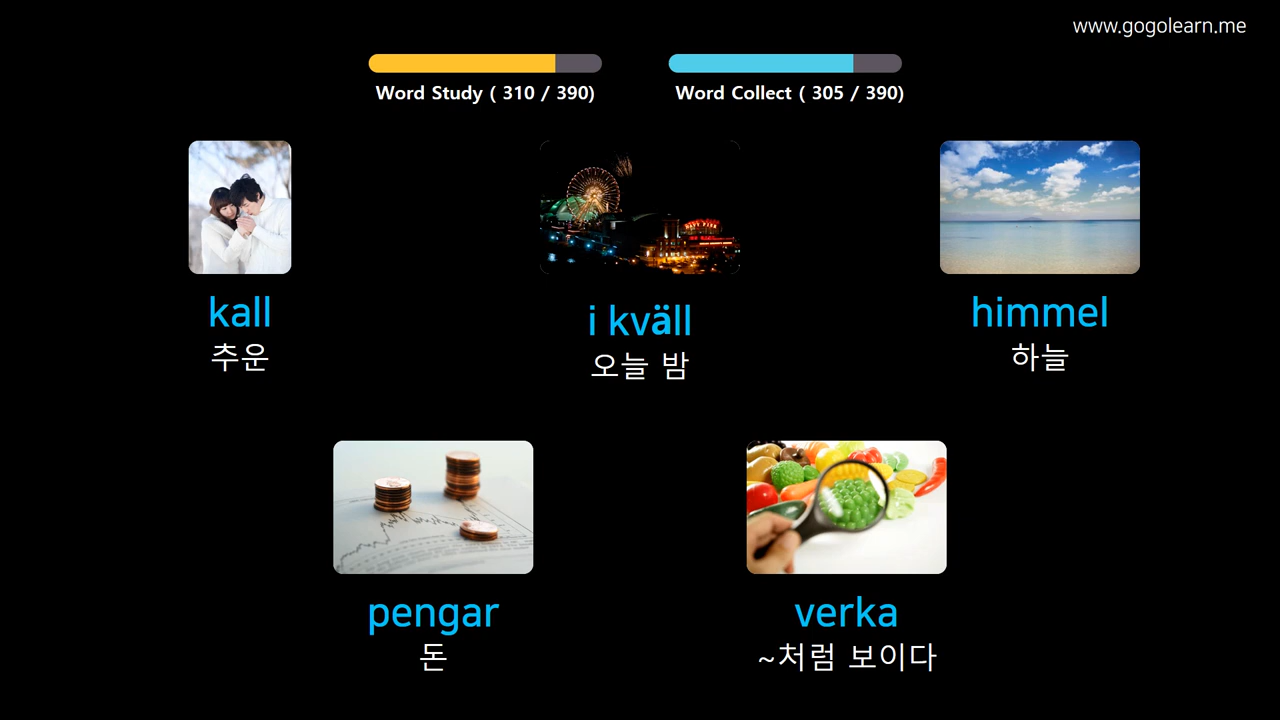 www.gogolearn.me
Word Study ( 310 / 390)
Word Collect ( 305 / 390)
kall
추운
i kväll
오늘 밤
himmel
하늘
pengar
돈
verka
~처럼 보이다